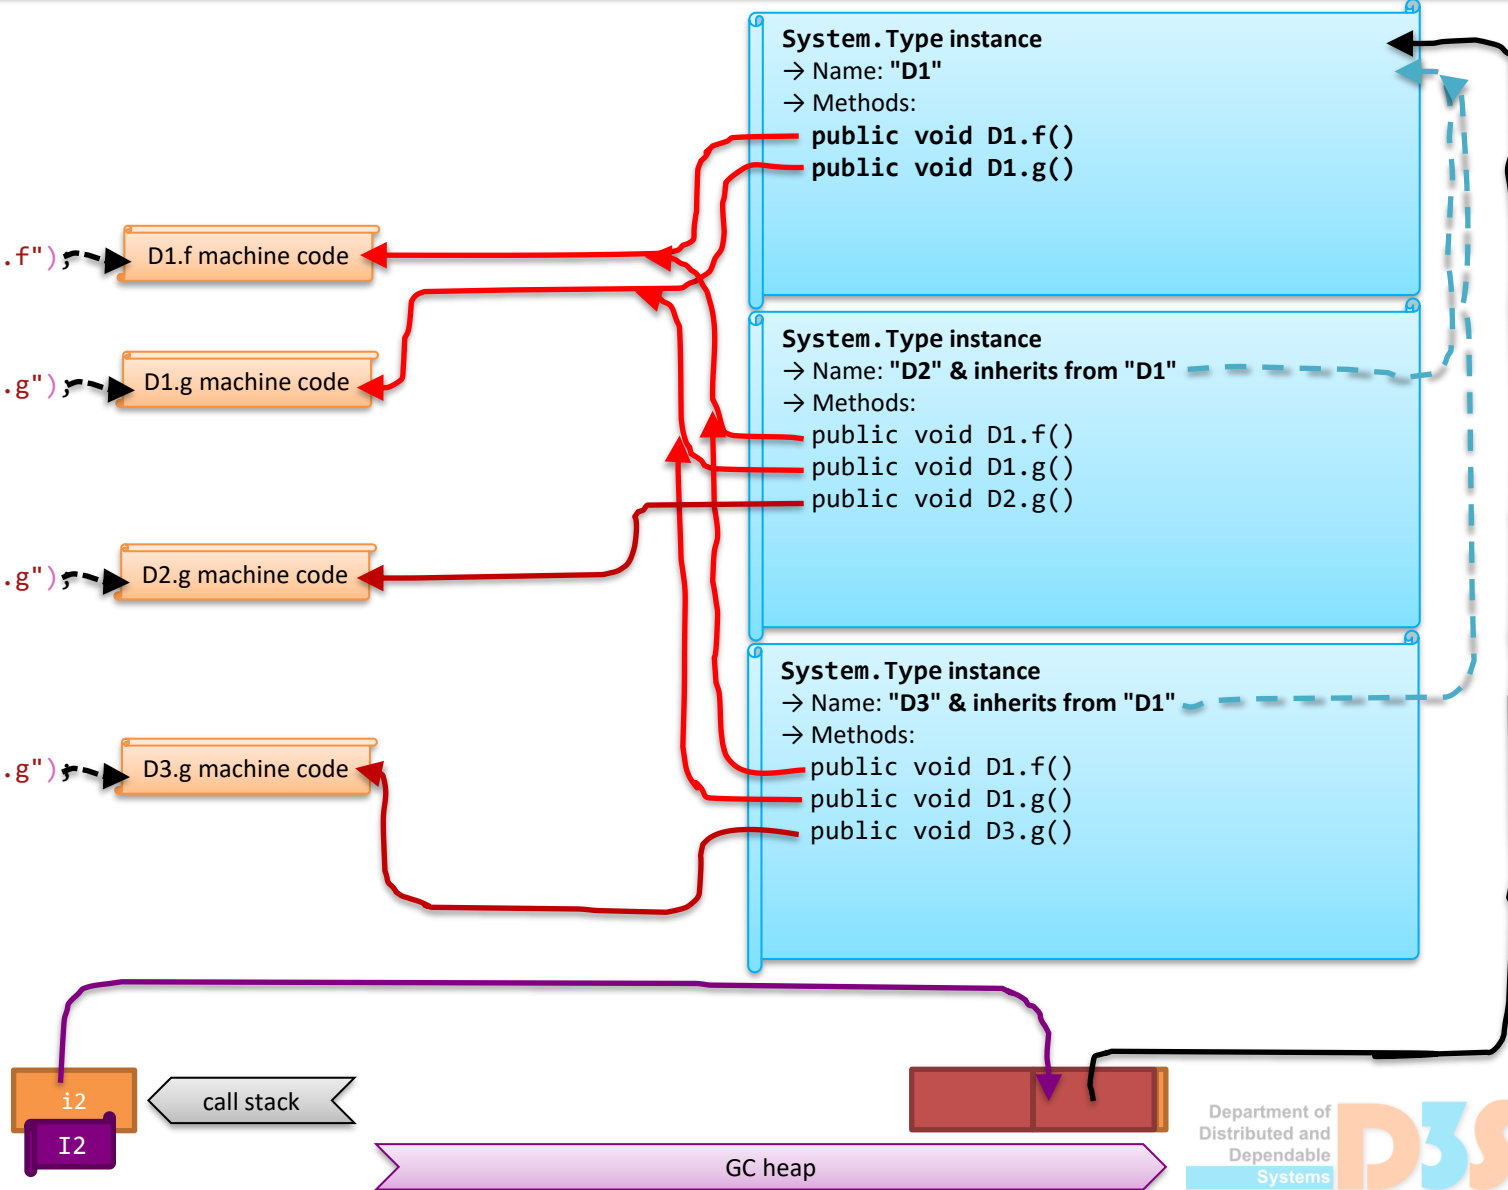 System.Type instance
→ Name: "D1"
→ Methods:
public void D1.f()
public void D1.g()
.f");
D1.f machine code
System.Type instance
→ Name: "D2" & inherits from "D1"
→ Methods:
public void D1.f()
public void D1.g()
public void D2.g()
.g");
D1.g machine code
.g");
D2.g machine code
System.Type instance
→ Name: "D3" & inherits from "D1"
→ Methods:
public void D1.f()
public void D1.g()
public void D3.g()
.g");
D3.g machine code
i2
I2
call stack
GC heap
Department of
Distributed and
Dependable
Systems
D3S